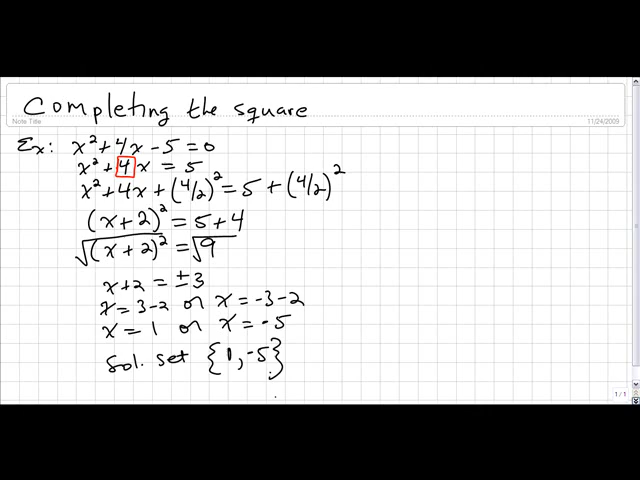 Completing the square
Note Title
11/24/2009
Ex: x² + 4x - 5 = 0
x² + 4x = 5
x² + 4x + (4/2)² = 5 + (4/2)²
(x + 2)² = 5 + 4
√(x + 2)² = √9
x + 2 = ± 3
x = 3 - 2 or x = -3 - 2
x = 1 or x = -5
Sol. set {1, -5}
1 / 1